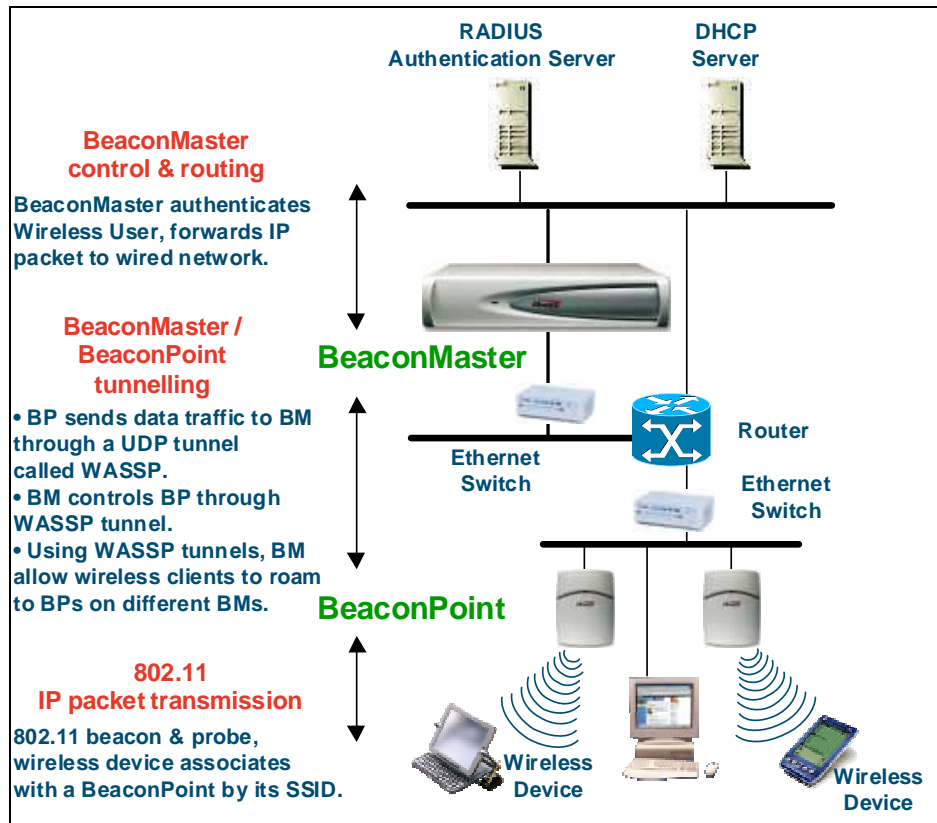 RADIUS
Authentication Server
DHCP
Server
BeaconMaster
control & routing
BeaconMaster authenticates
Wireless User, forwards IP
packet to wired network.
BeaconMaster /
BeaconPoint
tunnelling
• BP sends data traffic to BM
through a UDP tunnel
called WASSP.
• BM controls BP through
WASSP tunnel.
• Using WASSP tunnels, BM
allow wireless clients to roam
to BPs on different BMs.
BeaconMaster
Ethernet
Switch
Router
Ethernet
Switch
BeaconPoint
802.11
IP packet transmission
802.11 beacon & probe,
wireless device associates
with a BeaconPoint by its SSID.
Wireless
Device
Wireless
Device